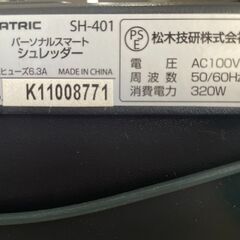 ATRIC SH-401
パーソナルスマート
シュレッダー
ヒューズ6.3A MADE IN CHINA
K11008771
PSE
松木技研株式会
電圧 AC100V
周波数 50/60H
消費電力 320W